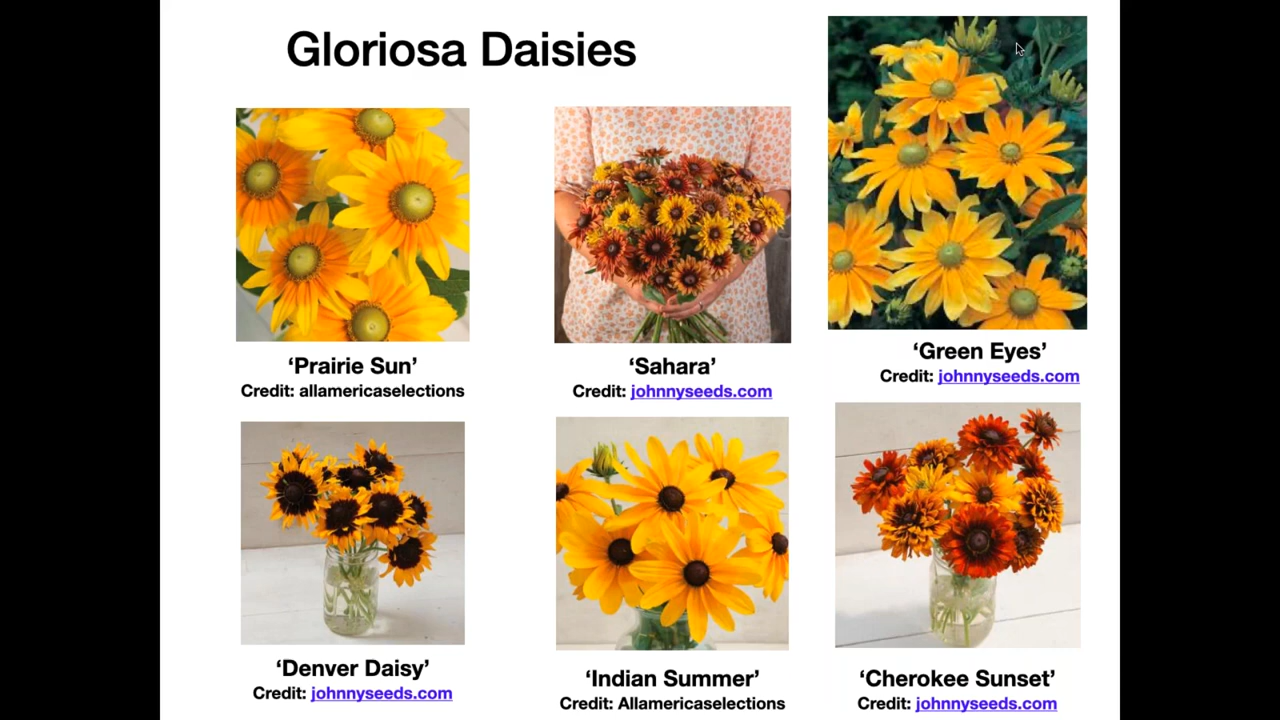 Gloriosa Daisies
‘Prairie Sun’
Credit: allamericaselections
‘Sahara’
Credit: johnnyseeds.com
‘Green Eyes’
Credit: johnnyseeds.com
‘Denver Daisy’
Credit: johnnyseeds.com
‘Indian Summer’
Credit: Allamericaselections
‘Cherokee Sunset’
Credit: johnnyseeds.com